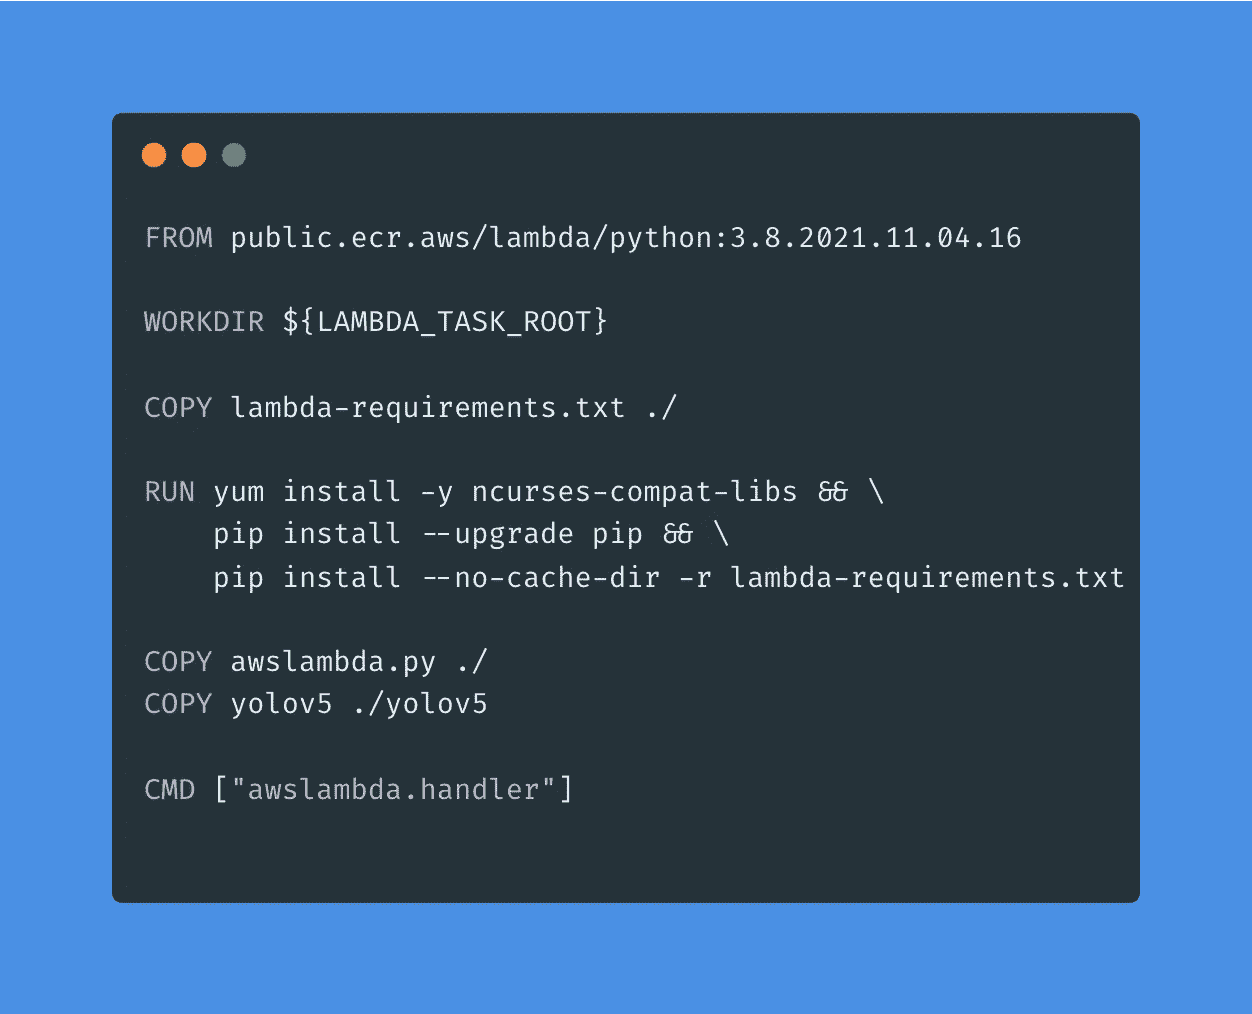 FROM public.ecr.aws/lambda/python:3.8.2021.11.04.16
WORKDIR ${LAMBDA_TASK_ROOT}
COPY lambda-requirements.txt ./
RUN yum install -y ncurses-compat-libs && \
    pip install --upgrade pip && \
    pip install --no-cache-dir -r lambda-requirements.txt
COPY awslambda.py ./
COPY yolov5 ./yolov5
CMD ["awslambda.handler"]